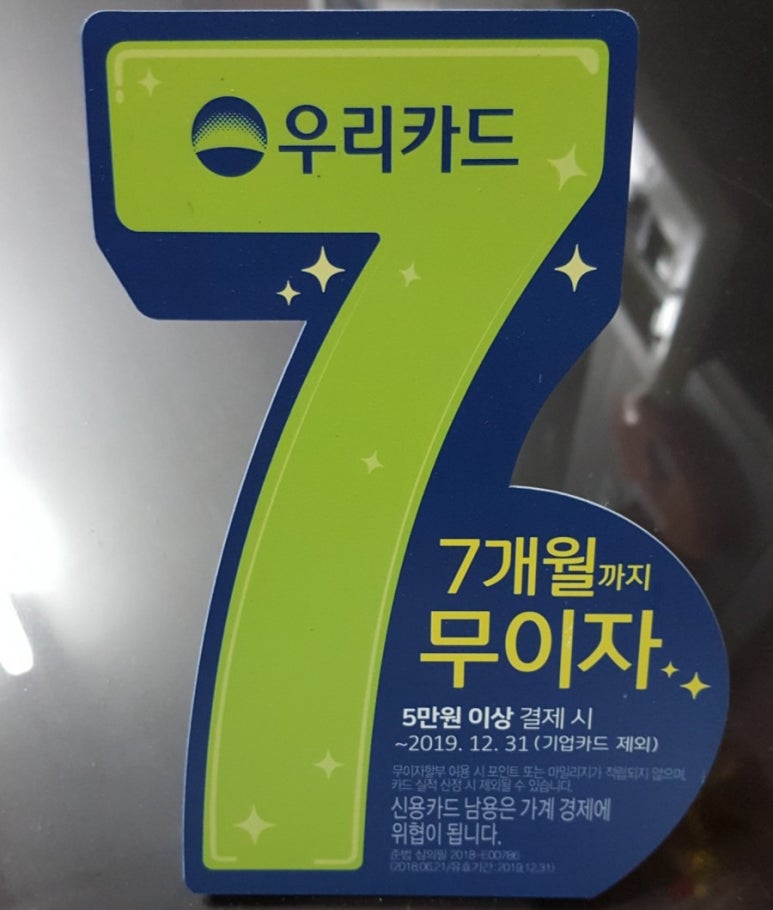 우리카드
7
7개월까지
무이자
5만원 이상 결제 시
~2019. 12. 31 (기업카드 제외)
무이자할부 이용 시 포인트 또는 마일리지가 적립되지 않으며,
카드 실적 산정 시 제외될 수 있습니다.
신용카드 남용은 가계 경제에
위협이 됩니다.
준법 심의필 2018-E00786
(2018.06.21/유효기간: 2019.12.31)